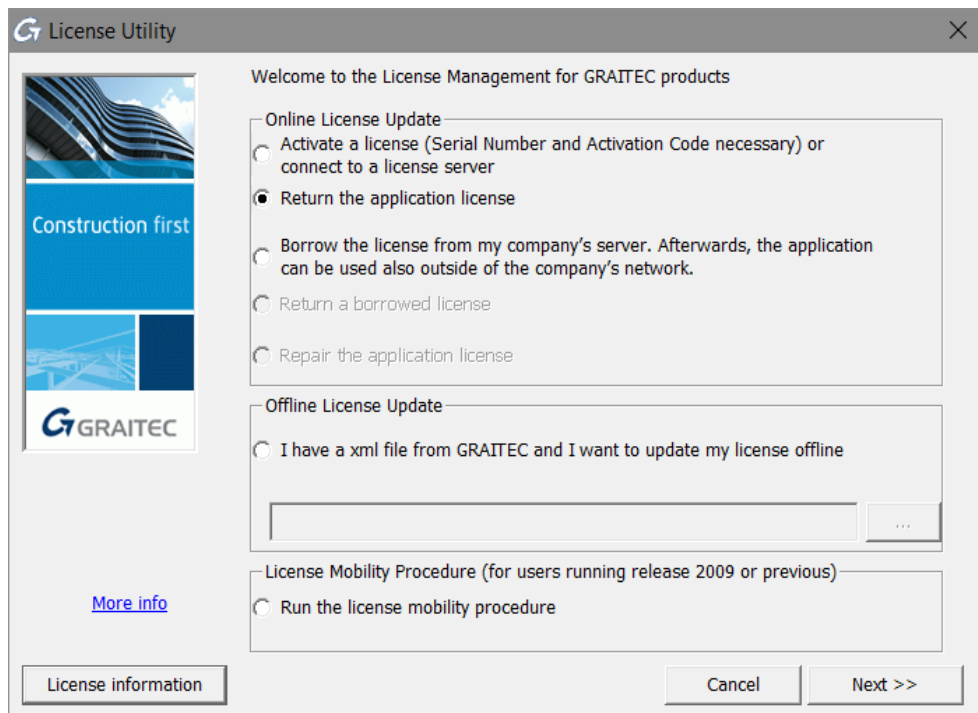 License Utility
Welcome to the License Management for GRAITEC products
Online License Update
Activate a license (Serial Number and Activation Code necessary) or
connect to a license server
Return the application license
Borrow the license from my company's server. Afterwards, the application
can be used also outside of the company's network.
Return a borrowed license
Repair the application license
Construction first
GRAITEC
Offline License Update
I have a xml file from GRAITEC and I want to update my license offline
...
License Mobility Procedure (for users running release 2009 or previous)
Run the license mobility procedure
More info
License information
Cancel
Next >>